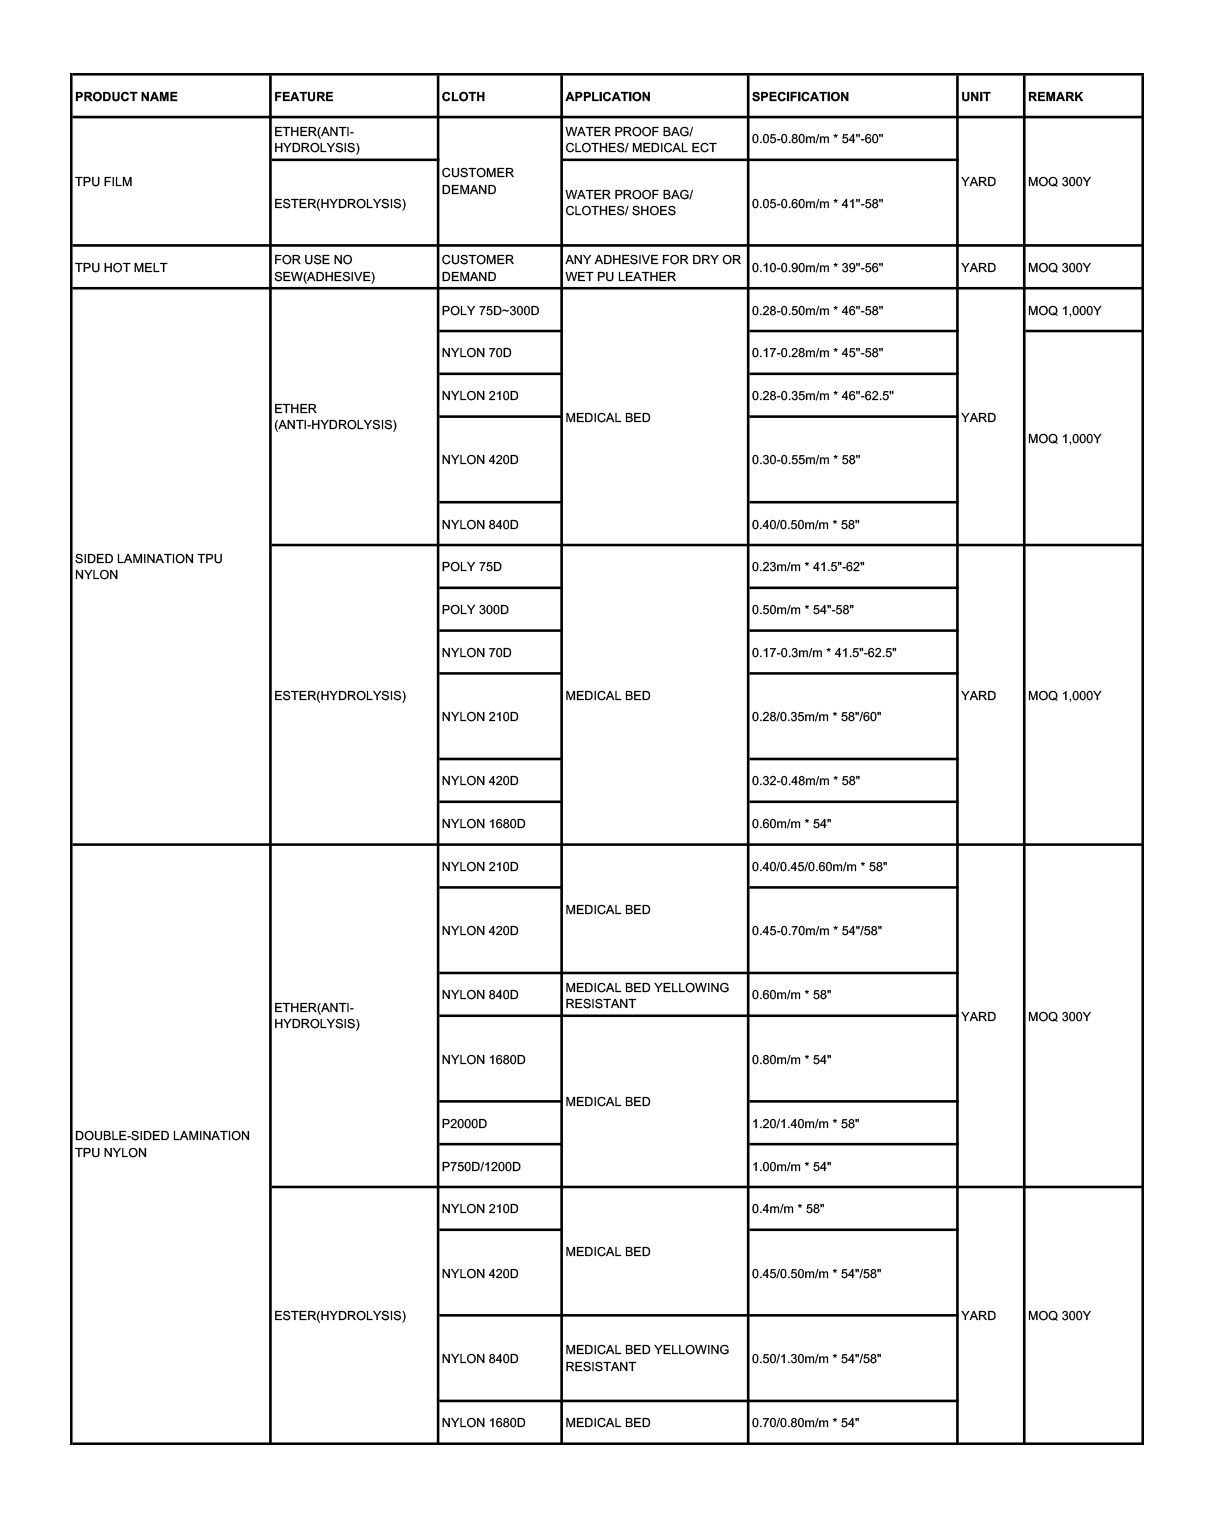 PRODUCT NAME FEATURE CLOTH APPLICATION SPECIFICATION UNIT REMARK
TPU FILM
ETHER(ANTI-
HYDROLYSIS)
CUSTOMER
DEMAND
WATER PROOF BAG/
CLOTHES/ MEDICAL ECT
0.05-0.80m/m * 54"-60"
YARD
MOQ 300Y
ESTER(HYDROLYSIS)
WATER PROOF BAG/
CLOTHES/ SHOES
0.05-0.60m/m * 41"-58"
TPU HOT MELT
FOR USE NO
SEW(ADHESIVE)
CUSTOMER
DEMAND
ANY ADHESIVE FOR DRY OR
WET PU LEATHER
0.10-0.90m/m * 39"-56"
YARD
MOQ 300Y
SIDED LAMINATION TPU
NYLON
ETHER
(ANTI-HYDROLYSIS)
POLY 75D~300D
MEDICAL BED
0.28-0.50m/m * 46"-58"
YARD
MOQ 1,000Y
NYLON 70D
0.17-0.28m/m * 45"-58"
MOQ 1,000Y
NYLON 210D
0.28-0.35m/m * 46"-62.5"
NYLON 420D
0.30-0.55m/m * 58"
NYLON 840D
0.40/0.50m/m * 58"
ESTER(HYDROLYSIS)
POLY 75D
MEDICAL BED
0.23m/m * 41.5"-62"
YARD
MOQ 1,000Y
POLY 300D
0.50m/m * 54"-58"
NYLON 70D
0.17-0.3m/m * 41.5"-62.5"
NYLON 210D
0.28/0.35m/m * 58"/60"
NYLON 420D
0.32-0.48m/m * 58"
NYLON 1680D
0.60m/m * 54"
DOUBLE-SIDED LAMINATION
TPU NYLON
ETHER(ANTI-
HYDROLYSIS)
NYLON 210D
MEDICAL BED
0.40/0.45/0.60m/m * 58"
YARD
MOQ 300Y
NYLON 420D
0.45-0.70m/m * 54"/58"
NYLON 840D
MEDICAL BED YELLOWING
RESISTANT
0.60m/m * 58"
NYLON 1680D
MEDICAL BED
0.80m/m * 54"
P2000D
1.20/1.40m/m * 58"
P750D/1200D
1.00m/m * 54"
ESTER(HYDROLYSIS)
NYLON 210D
MEDICAL BED
0.4m/m * 58"
YARD
MOQ 300Y
NYLON 420D
0.45/0.50m/m * 54"/58"
NYLON 840D
MEDICAL BED YELLOWING
RESISTANT
0.50/1.30m/m * 54"/58"
NYLON 1680D
MEDICAL BED
0.70/0.80m/m * 54"